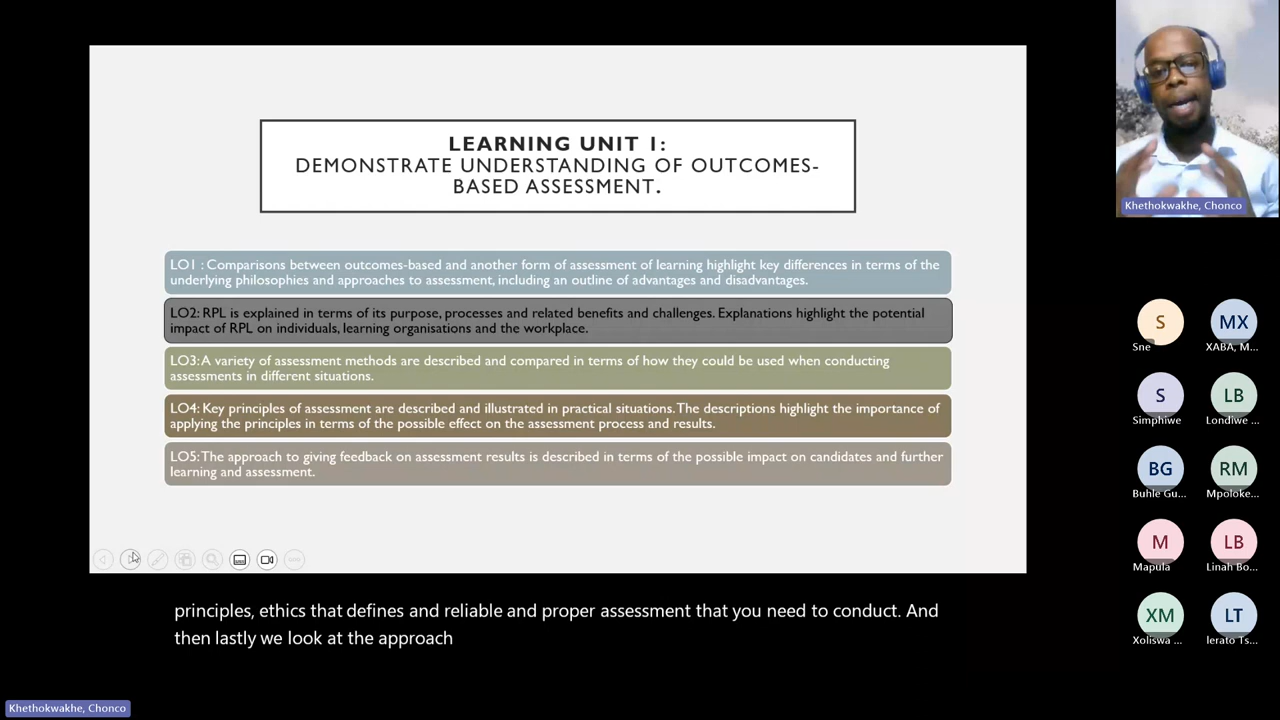 LEARNING UNIT 1:
DEMONSTRATE UNDERSTANDING OF OUTCOMES-
BASED ASSESSMENT.
LO1 : Comparisons between outcomes-based and another form of assessment of learning highlight key differences in terms of the
underlying philosophies and approaches to assessment, including an outline of advantages and disadvantages.
LO2: RPL is explained in terms of its purpose, processes and related benefits and challenges. Explanations highlight the potential
impact of RPL on individuals, learning organisations and the workplace.
LO3: A variety of assessment methods are described and compared in terms of how they could be used when conducting
assessments in different situations.
LO4: Key principles of assessment are described and illustrated in practical situations. The descriptions highlight the importance of
applying the principles in terms of the possible effect on the assessment process and results.
LO5: The approach to giving feedback on assessment results is described in terms of the possible impact on candidates and further
learning and assessment.
principles, ethics that defines and reliable and proper assessment that you need to conduct. And
then lastly we look at the approach
Khethokwakhe, Chonco
Khethokwakhe, Chonco
S
MX
Sne
XABA, M...
S
LB
Simphiwe
Londiwe ...
BG
RM
Buhle Gu...
Mpoloke...
M
LB
Mapula
Linah Bo...
XM
LT
Xoliswa ...
lerato Ts...